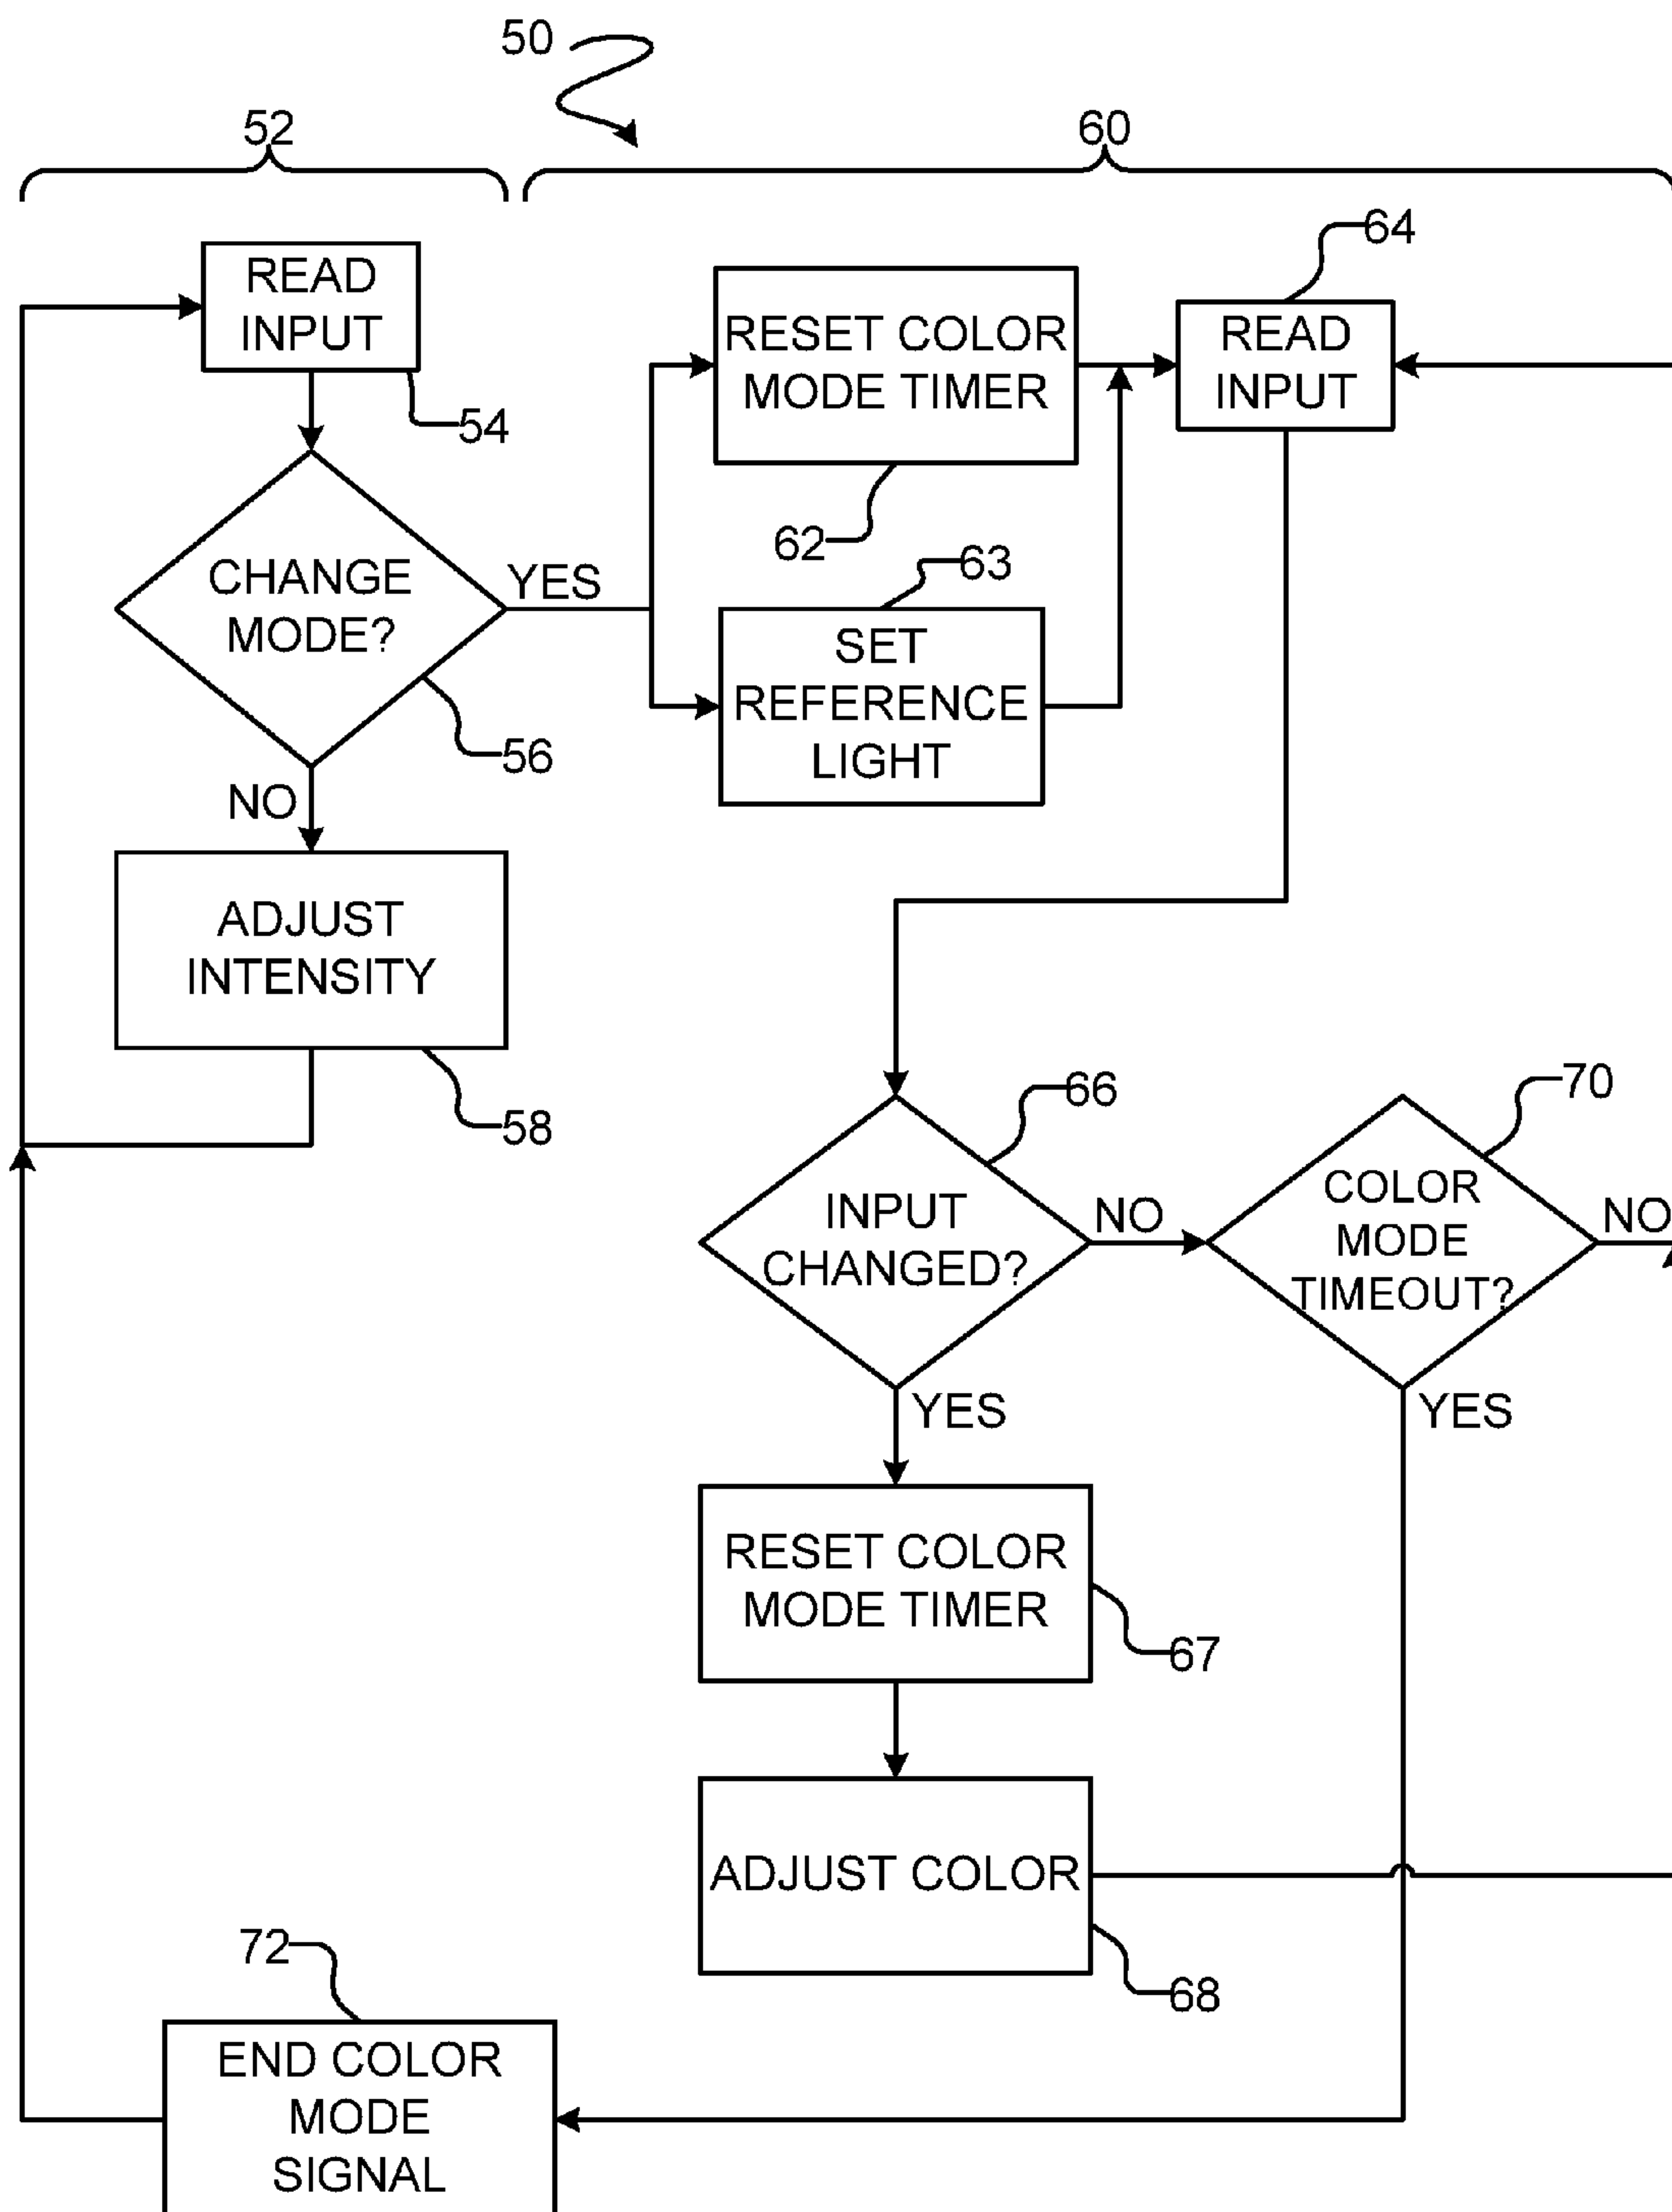 50
52
60
READ
INPUT
54
CHANGE
MODE?
YES
56
NO
ADJUST
INTENSITY
58
RESET COLOR
MODE TIMER
62
63
SET
REFERENCE
LIGHT
64
READ
INPUT
66
INPUT
CHANGED?
NO
70
COLOR
MODE
TIMEOUT?
NO
YES
YES
RESET COLOR
MODE TIMER
67
ADJUST COLOR
68
72
END COLOR
MODE
SIGNAL